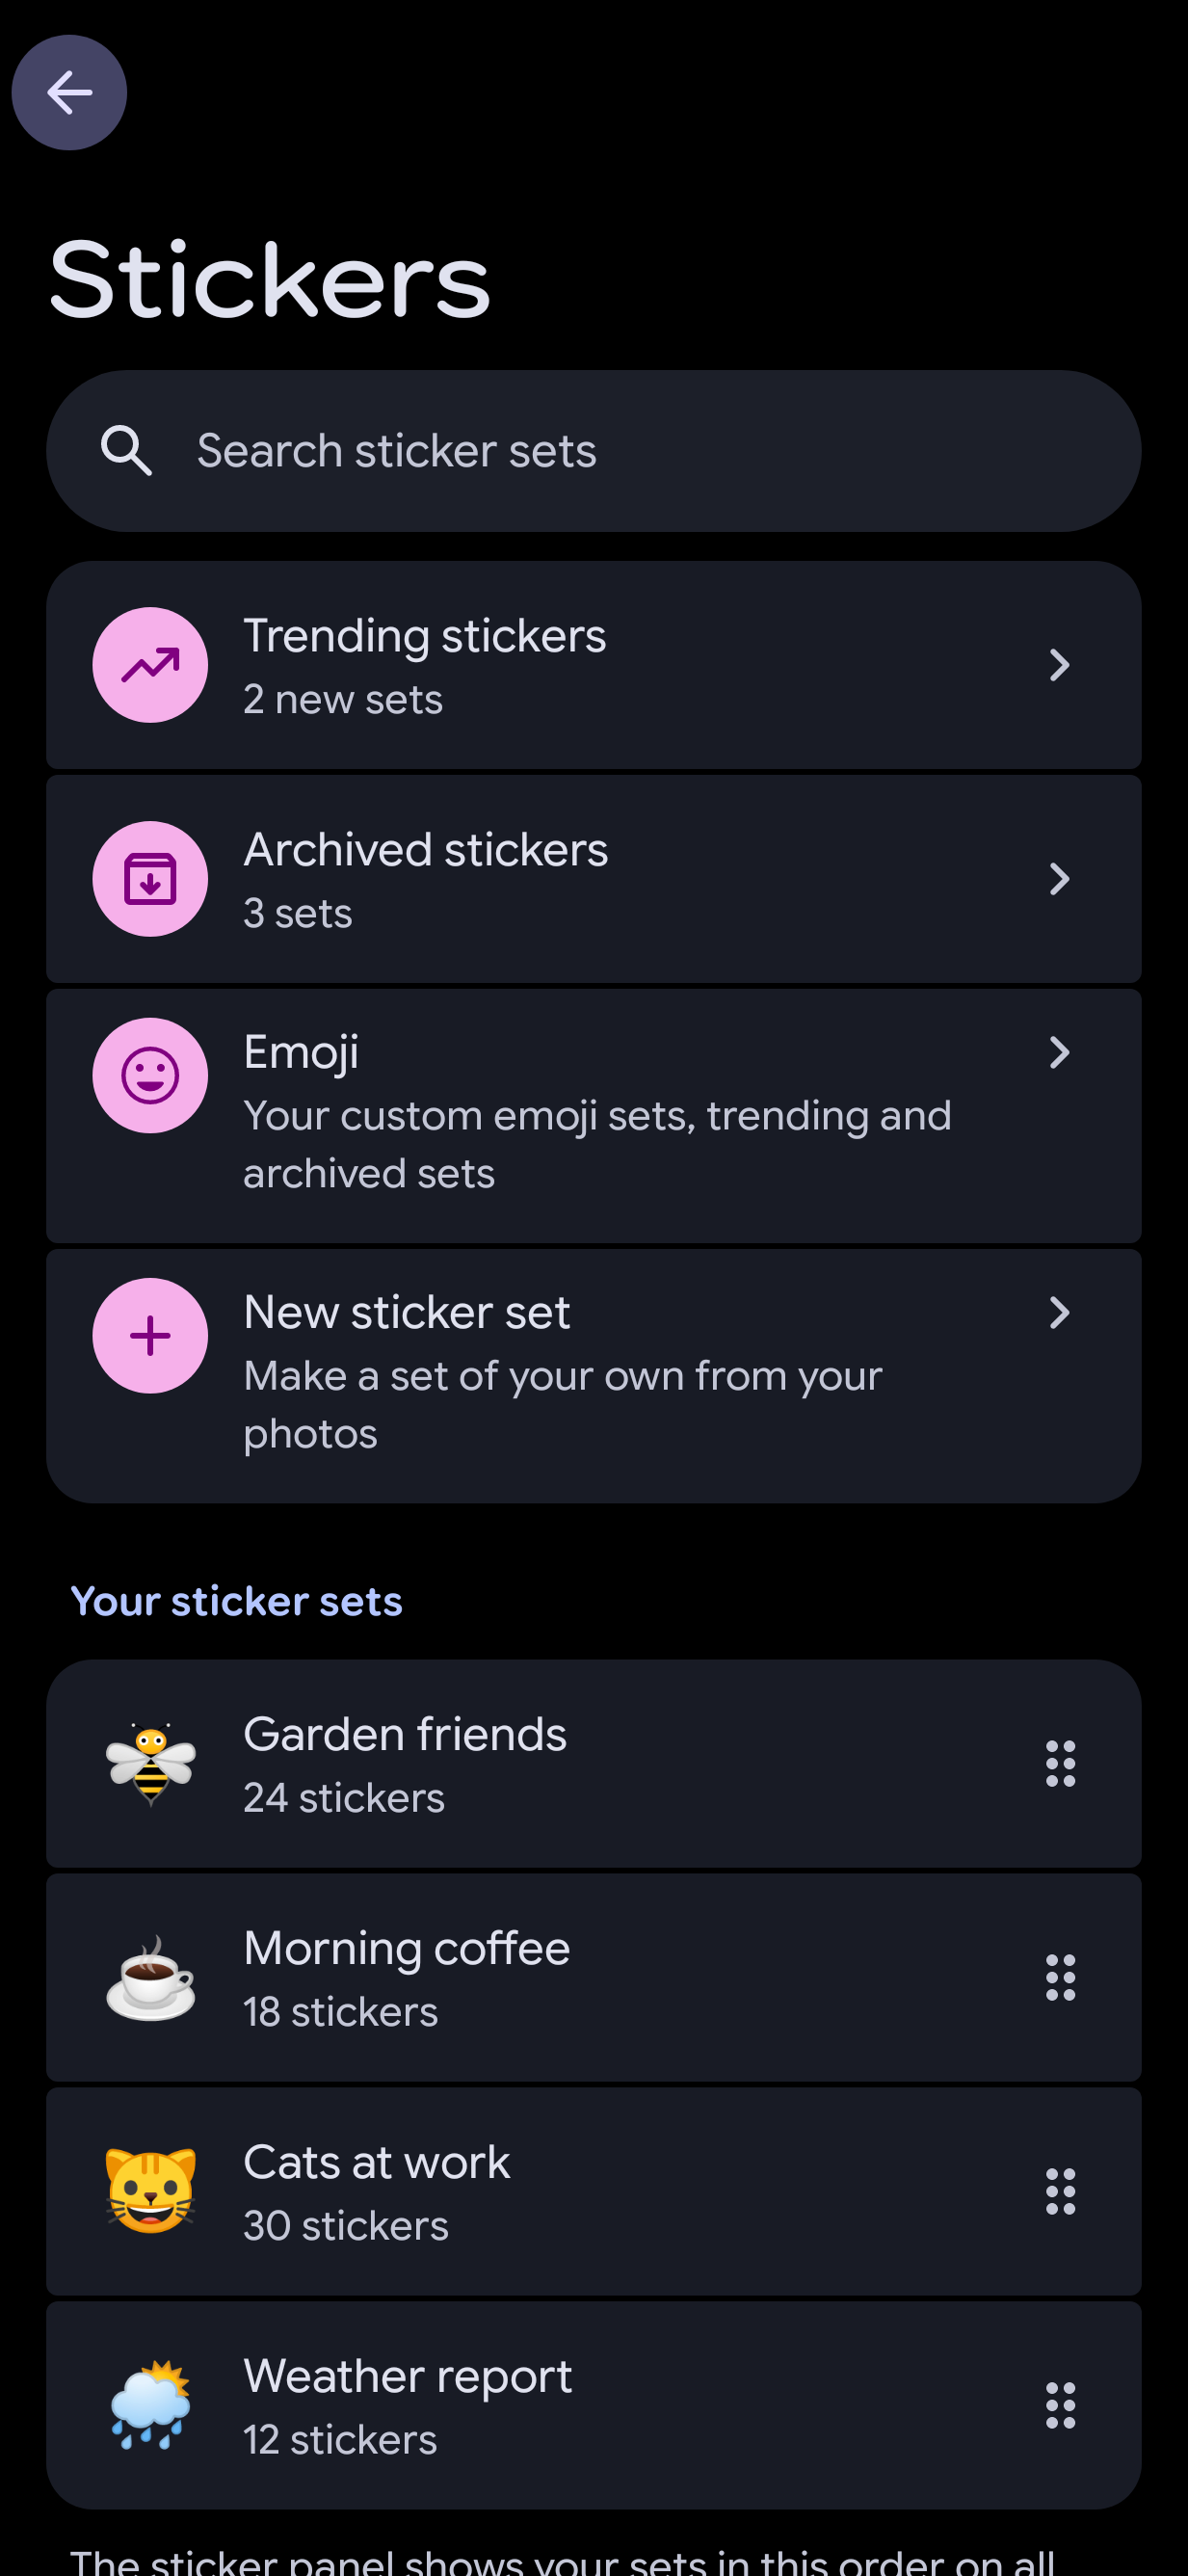 Stickers
Search sticker sets
Trending stickers
2 new sets
Archived stickers
3 sets
Emoji
Your custom emoji sets, trending and
archived sets
New sticker set
Make a set of your own from your
photos
Your sticker sets
Garden friends
24 stickers
Morning coffee
18 stickers
Cats at work
30 stickers
Weather report
12 stickers
The sticker panel shows your sets in this order on all